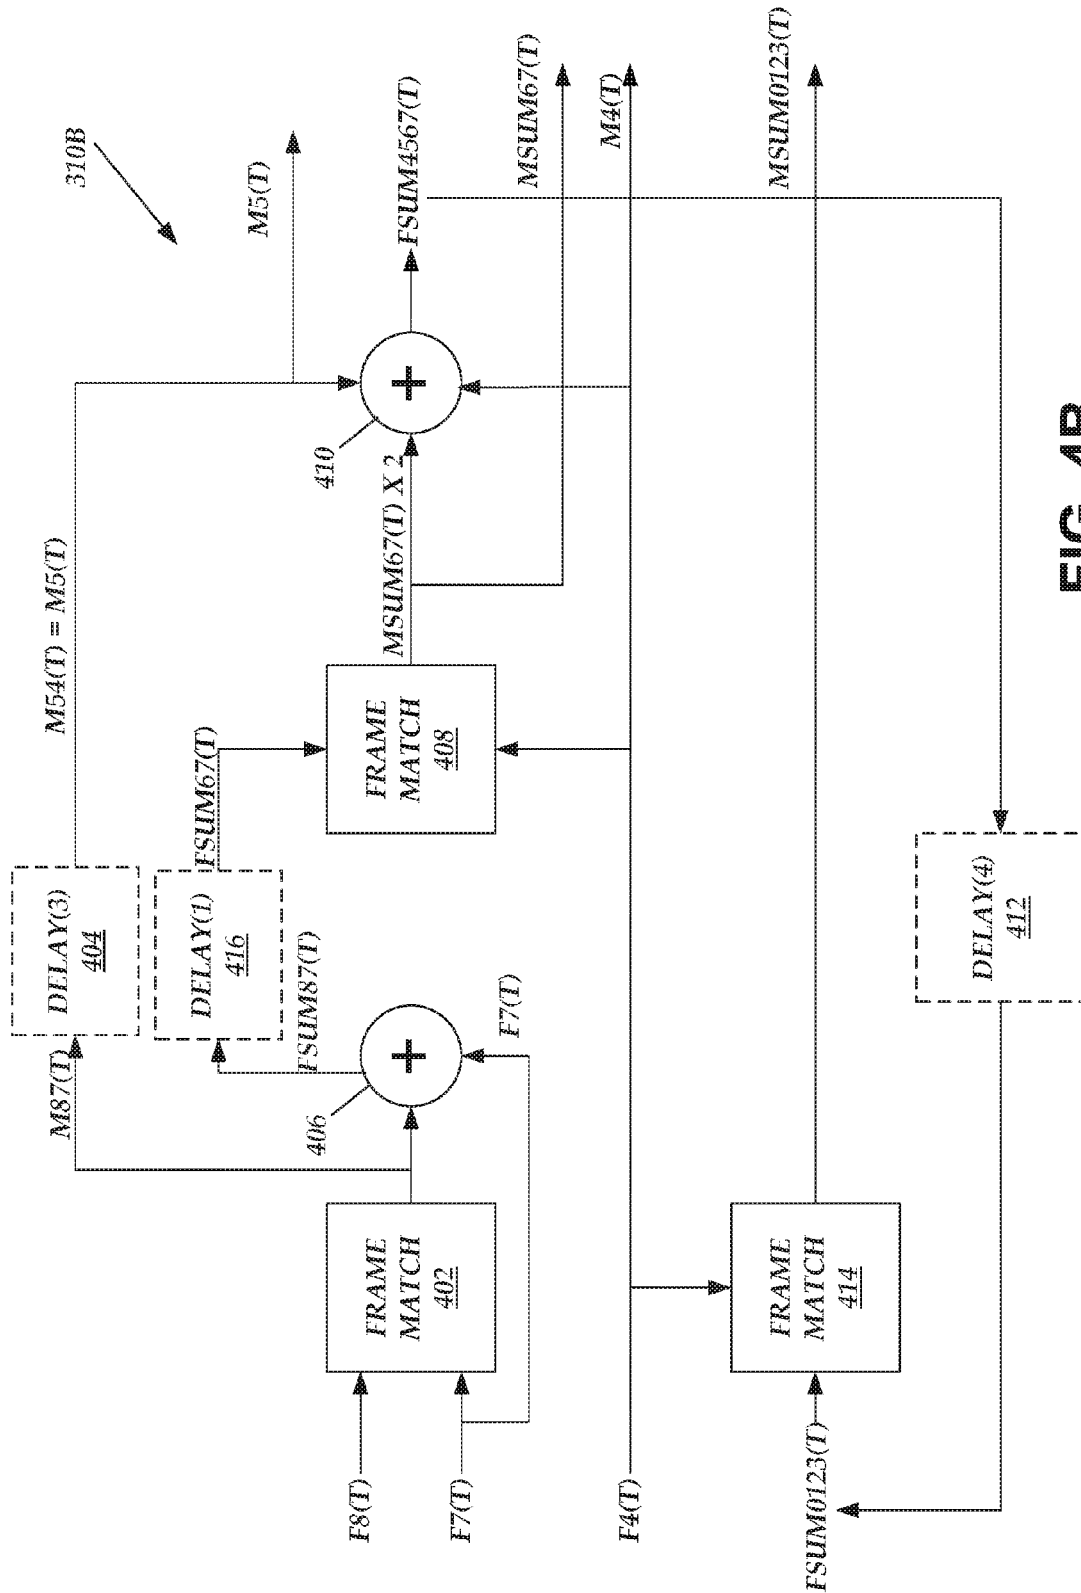 310B
M54(T) = M5(T)
M5(T)
DELAY(3)
404
M87(T)
DELAY(1)
416
FSUM67(T)
FSUM87(T)
F8(T)
F7(T)
FRAME
MATCH
402
406
+
F7(T)
FRAME
MATCH
408
MSUM67(T) X 2
410
+
FSUM4567(T)
MSUM67(T)
F4(T)
M4(T)
FSUM0123(T)
FRAME
MATCH
414
MSUM0123(T)
DELAY(4)
412
FIG. 4B